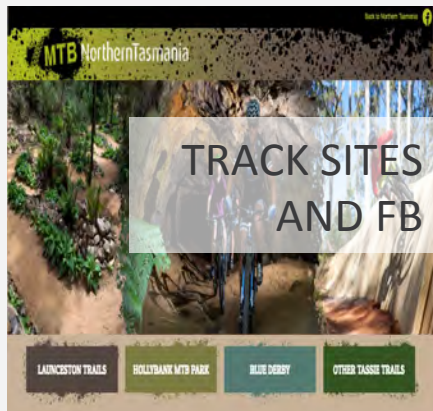 Back to Northern Tasmania
MTB NorthernTasmania
TRACK SITES
AND FB
LAUNCESTON TRAILS
HOLLYBANK MTB PARK
BLUE DERBY
OTHER TASSIE TRAILS